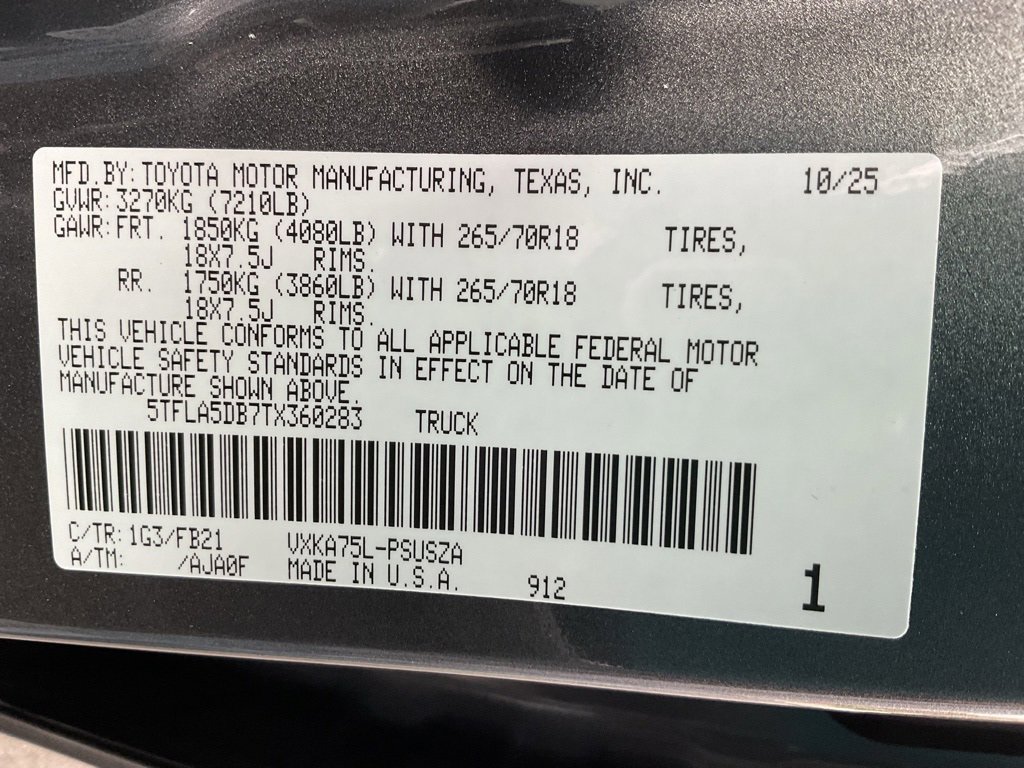 MFD.BY:TOYOTA MOTOR MANUFACTURING, TEXAS, INC. 10/25
GVWR:3270KG (7210LB)
GAWR:FRT. 1850KG (4080LB) WITH 265/70R18 TIRES,
18X7.5J RIMS.
RR. 1750KG (3860LB) WITH 265/70R18 TIRES,
18X7.5J RIMS.
THIS VEHICLE CONFORMS TO ALL APPLICABLE FEDERAL MOTOR
VEHICLE SAFETY STANDARDS IN EFFECT ON THE DATE OF
MANUFACTURE SHOWN ABOVE.
5TFLA5DB7TX360283 TRUCK
C/TR:1G3/FB21 VXKA75L-PSUSZA
A/TM: /AJA0F MADE IN U.S.A. 912 1